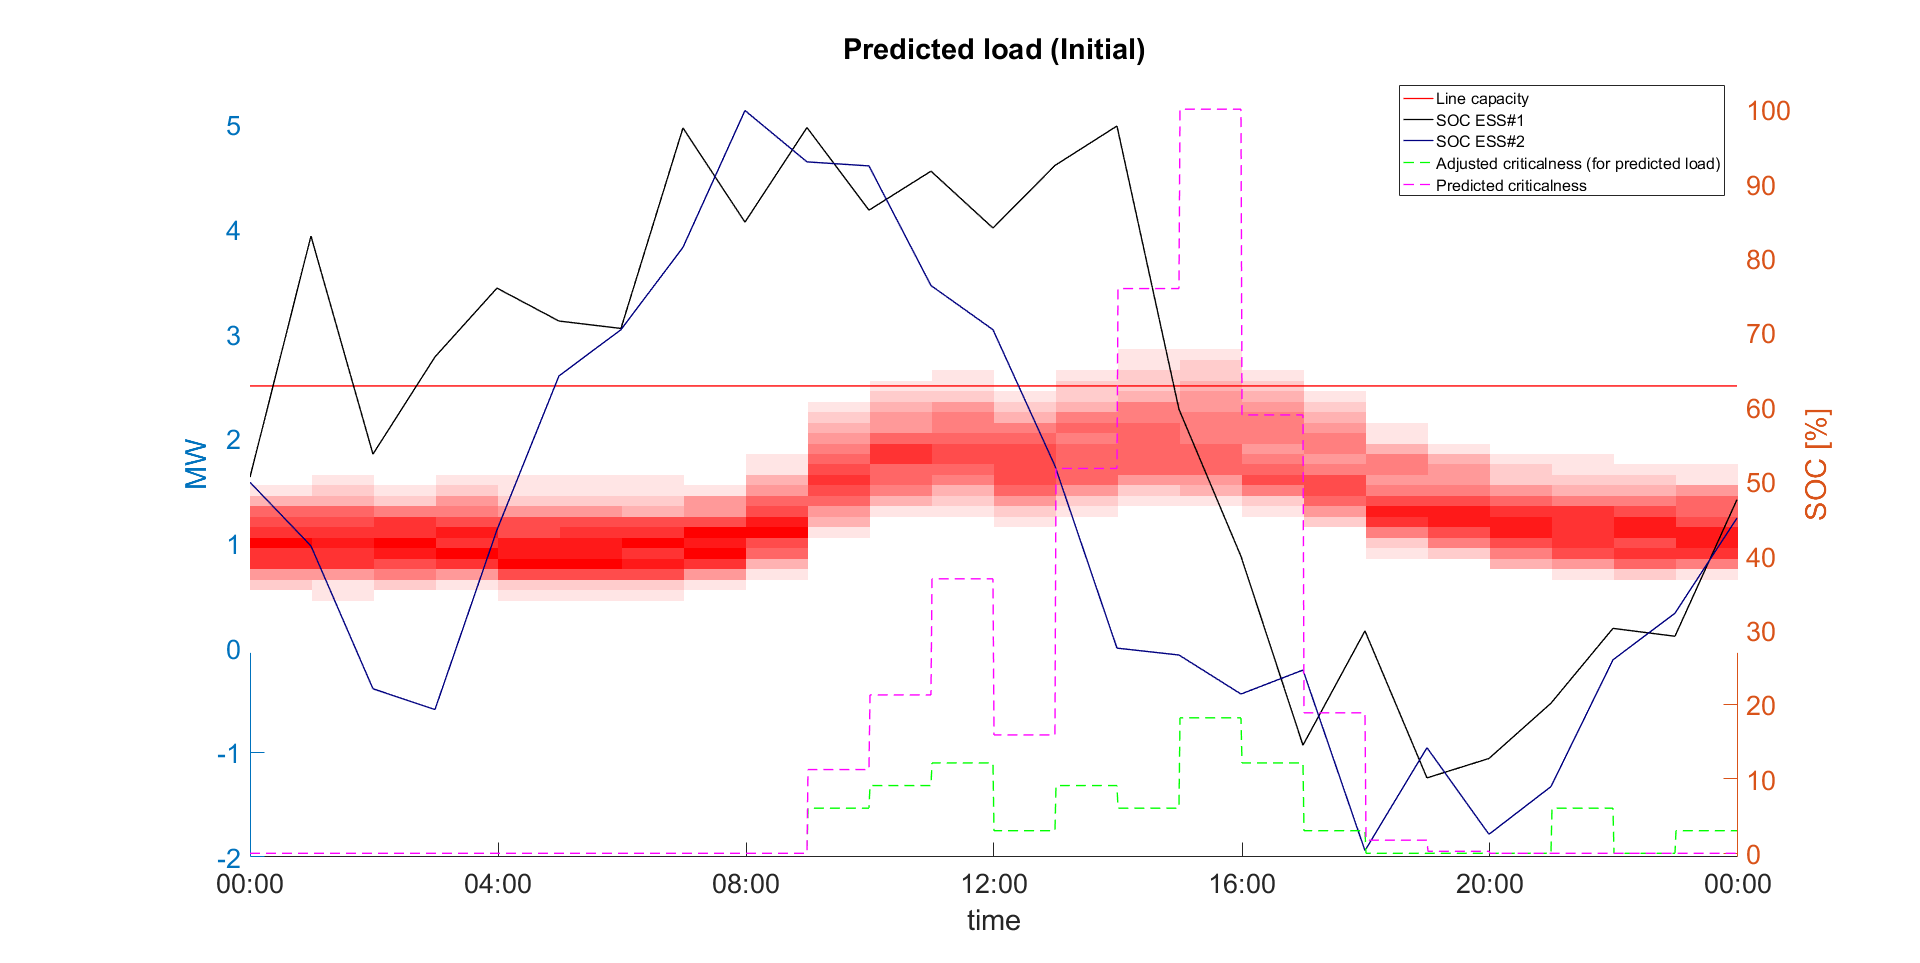 Predicted load (Initial)
Line capacity
SOC ESS#1
SOC ESS#2
Adjusted criticalness (for predicted load)
Predicted criticalness
5
4
3
2
1
0
-1
-2
MW
100
90
80
70
60
50
40
30
20
10
0
SOC [%]
00:00 04:00 08:00 12:00 16:00 20:00 00:00
time